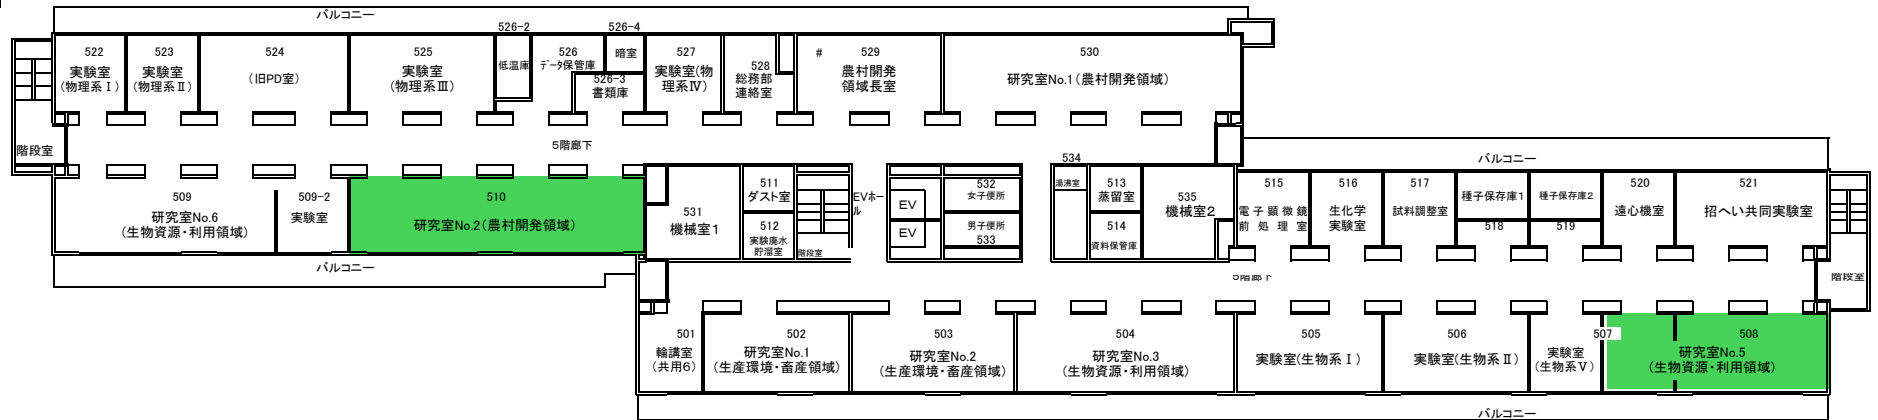 バルコニー
526-2
526-4
522
実験室
(物理系Ⅰ)
523
実験室
(物理系Ⅱ)
524
(旧PD室)
525
実験室
(物理系Ⅲ)
低温庫
526
データ保管庫
暗室
526-3
書類庫
527
実験室(物
理系Ⅳ)
528
総務部
連絡室
#
529
農村開発
領域長室
530
研究室No.1(農村開発領域)
階段室
5階廊下
バルコニー
509
研究室No.6
(生物資源・利用領域)
509-2
実験室
510
研究室No.2(農村開発領域)
531
機械室1
511
ダスト室
512
実験廃水
貯溜室
階段室
EVホー
ル
EV
EV
532
女子便所
男子便所
533
534
湯沸室
513
蒸留室
514
資料保管庫
535
機械室2
515
電子顕微鏡
前処理室
516
生化学
実験室
517
試料調整室
種子保存庫1
518
種子保存庫2
519
520
遠心機室
521
招へい共同実験室
バルコニー
5階廊下
階段室
501
輪講室
(共用6)
502
研究室No.1
(生産環境・畜産領域)
503
研究室No.2
(生産環境・畜産領域)
504
研究室No.3
(生物資源・利用領域)
505
実験室(生物系Ⅰ)
506
実験室(生物系Ⅱ)
507
実験室
(生物系Ⅴ)
508
研究室No.5
(生物資源・利用領域)
バルコニー